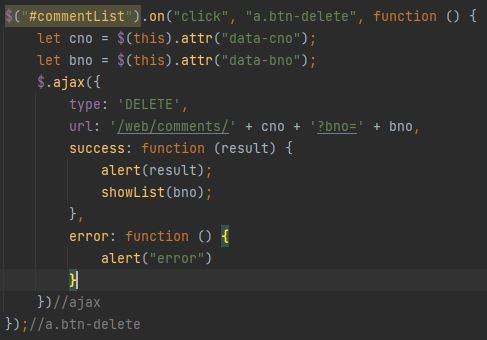 $("#commentList").on("click", "a.btn-delete", function () {
    let cno = $(this).attr("data-cno");
    let bno = $(this).attr("data-bno");
    $.ajax({
        type: 'DELETE',
        url: '/web/comments/' + cno + '?bno=' + bno,
        success: function (result) {
            alert(result);
            showList(bno);
        },
        error: function () {
            alert("error")
        }
    })//ajax
});//a.btn-delete